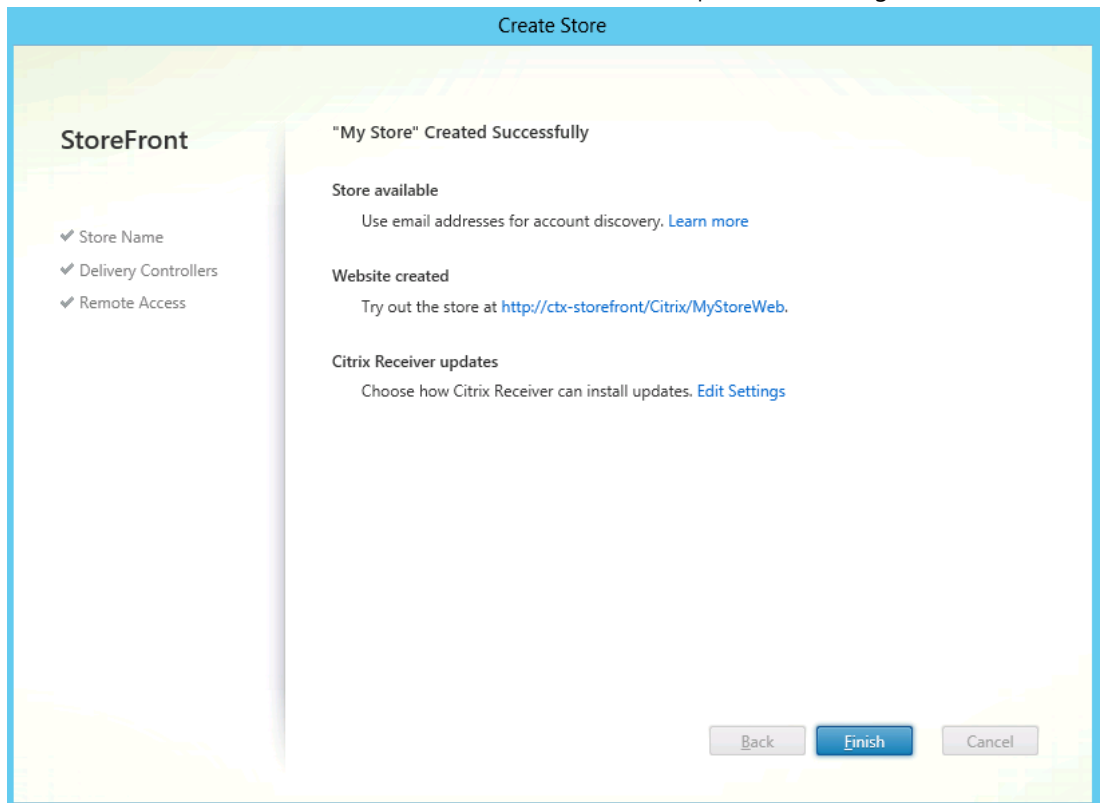 Create Store
StoreFront
✔ Store Name
✔ Delivery Controllers
✔ Remote Access
"My Store" Created Successfully
Store available
Use email addresses for account discovery. Learn more
Website created
Try out the store at http://ctx-storefront/Citrix/MyStoreWeb.
Citrix Receiver updates
Choose how Citrix Receiver can install updates. Edit Settings
Back Finish Cancel